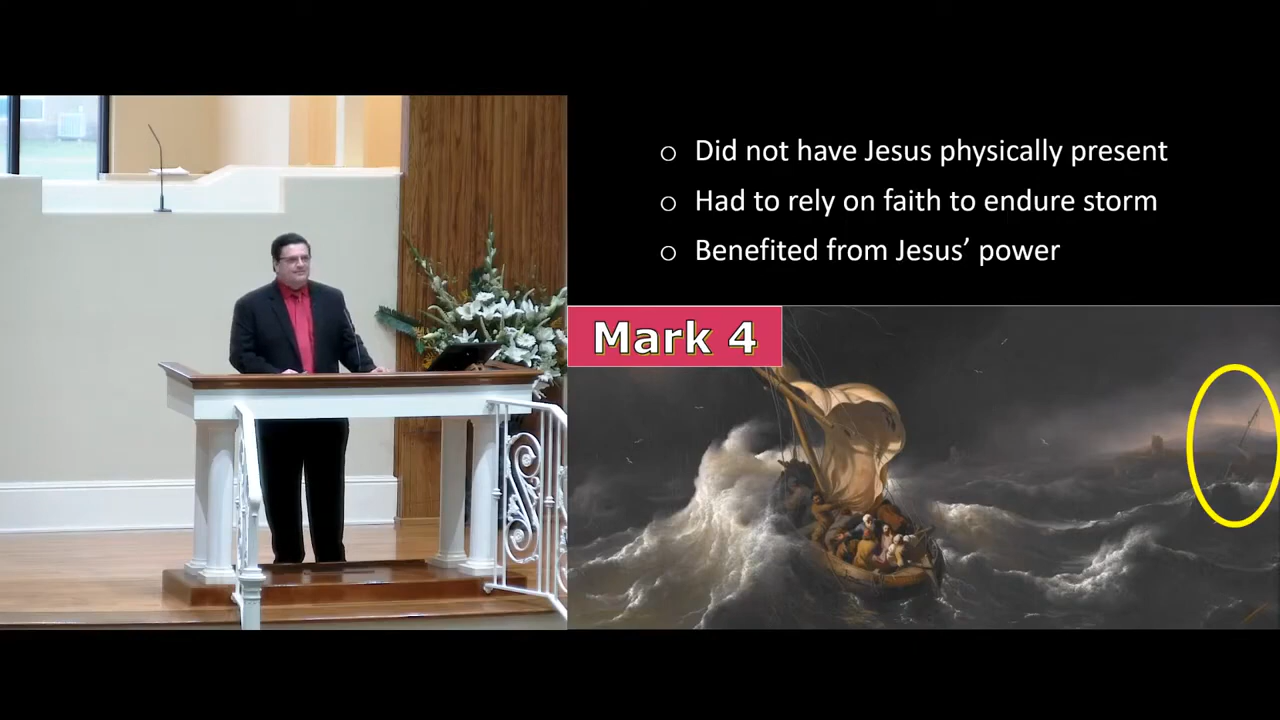 o Did not have Jesus physically present
o Had to rely on faith to endure storm
o Benefited from Jesus’ power
Mark 4